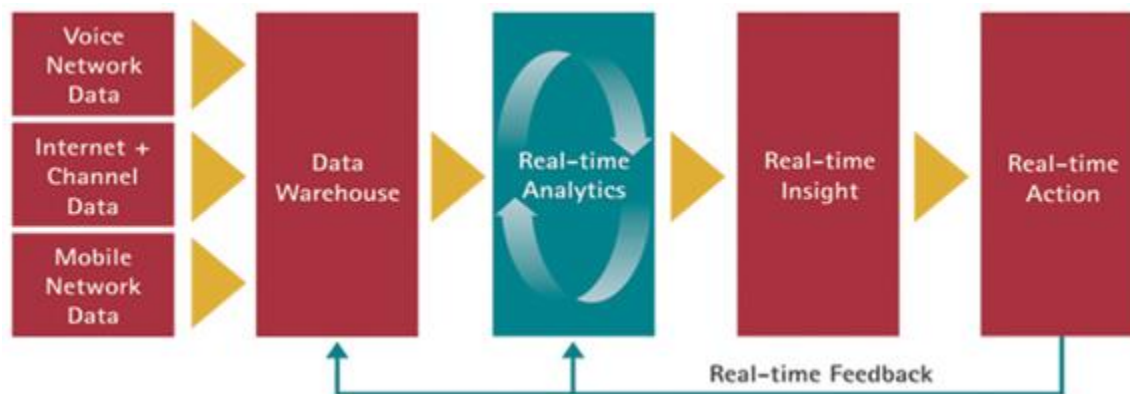 Voice
Network
Data
Internet +
Channel
Data
Mobile
Network
Data
Data
Warehouse
Real-time
Analytics
Real-time
Insight
Real-time
Action
Real-time Feedback